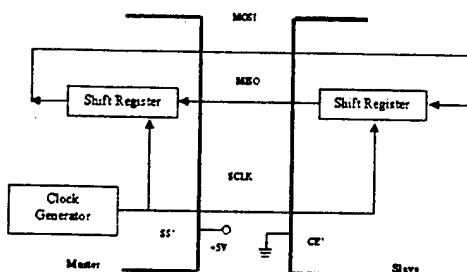 MOSI
MISO
Shift Register
Shift Register
SCLK
Clock
Generator
SS'
+5V
CE'
Master
Slave